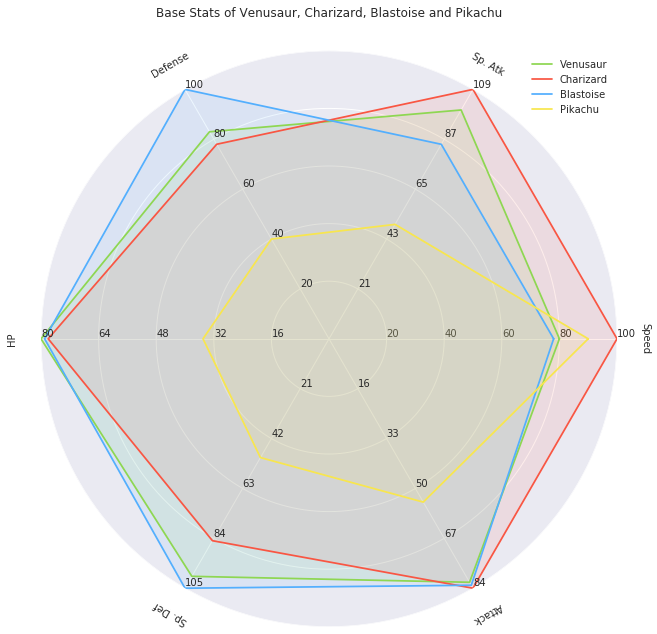 Base Stats of Venusaur, Charizard, Blastoise and Pikachu
Defense
Sp. Atk
Venusaur
Charizard
Blastoise
Pikachu
100
109
80
87
60
65
40
43
20
21
HP
80
64
48
32
16
20
40
60
80
100
Speed
21
16
42
33
63
50
84
67
105
84
Sp. Def
Attack